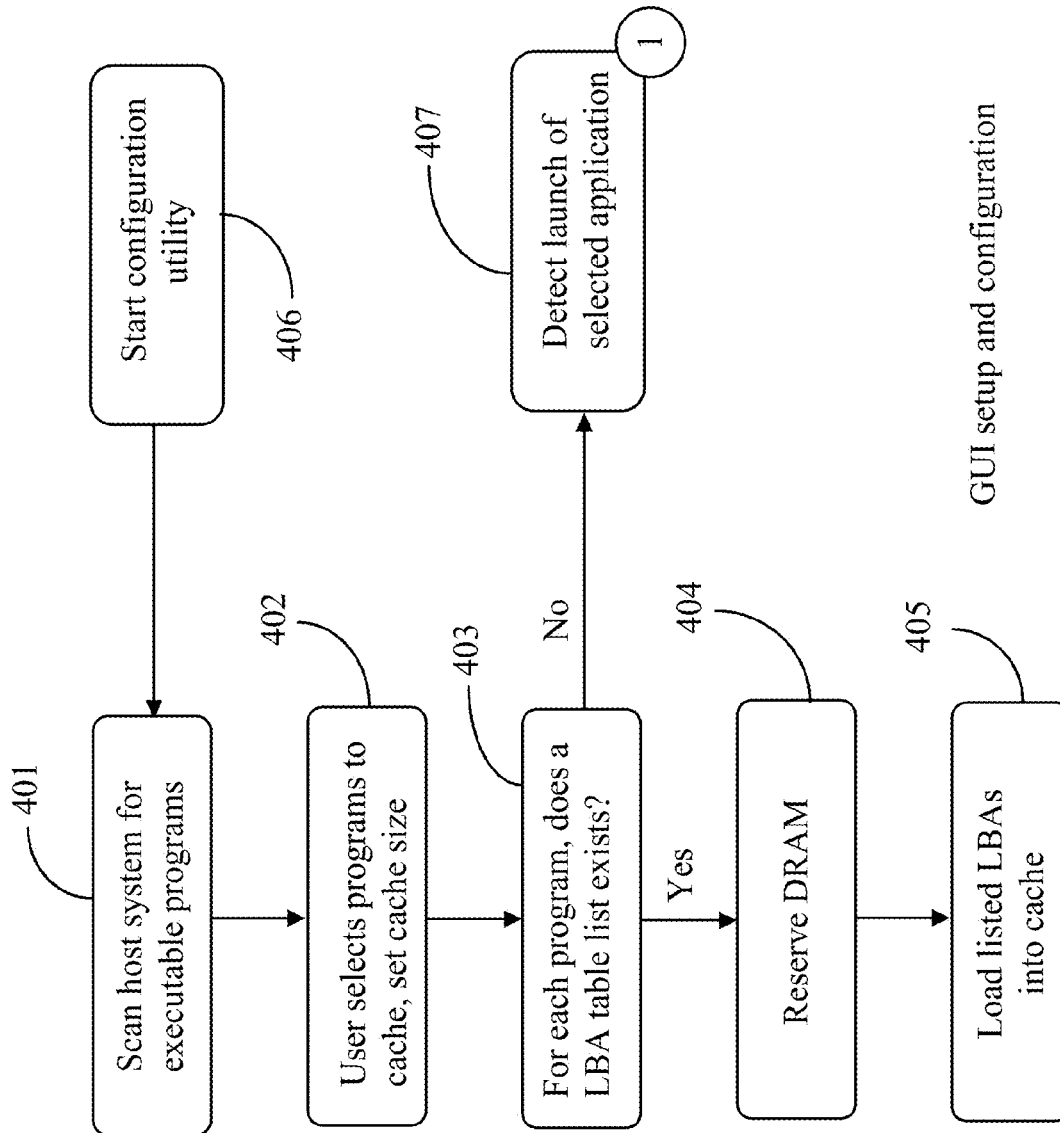 401
Scan host system for
executable programs
Start configuration
utility
406
402
User selects programs to
cache, set cache size
403
For each program, does a
LBA table list exists?
No
407
Detect launch of
selected application
1
Yes
404
Reserve DRAM
405
Load listed LBAs
into cache
GUI setup and configuration